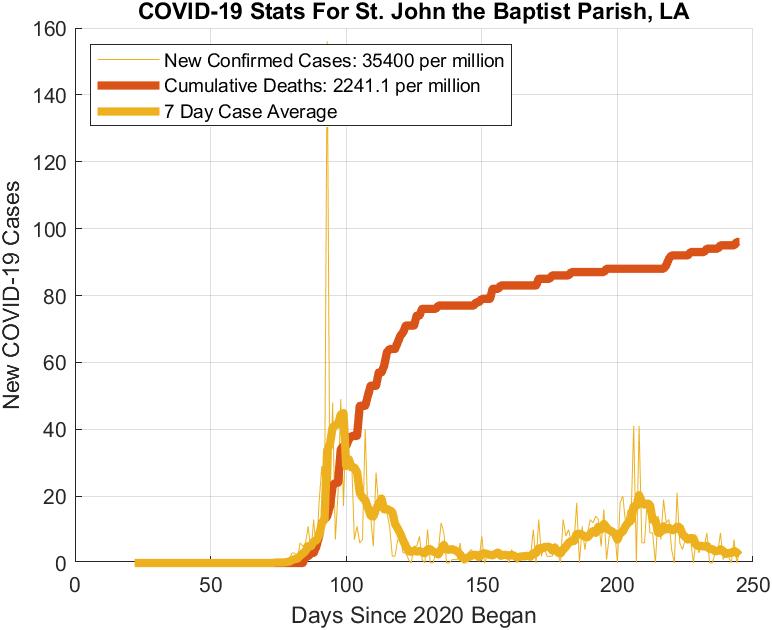 COVID-19 Stats For St. John the Baptist Parish, LA
160
140
120
100
80
60
40
20
0
New COVID-19 Cases
New Confirmed Cases: 35400 per million
Cumulative Deaths: 2241.1 per million
7 Day Case Average
0 50 100 150 200 250
Days Since 2020 Began